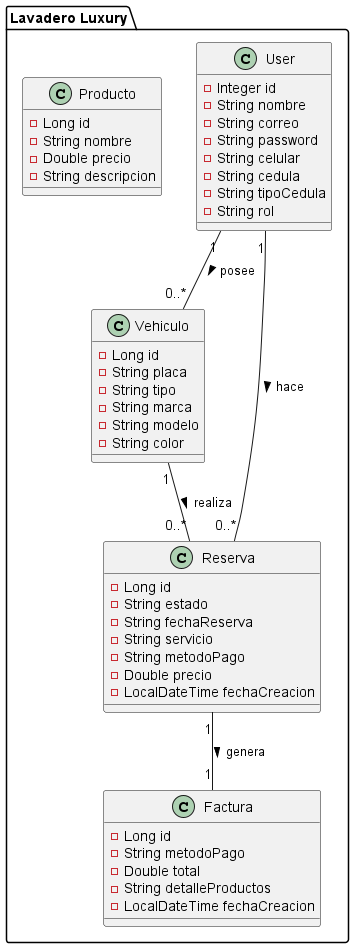 Lavadero Luxury
C Producto
Long id
String nombre
Double precio
String descripcion
C User
Integer id
String nombre
String correo
String password
String celular
String cedula
String tipoCedula
String rol
1
1
posee
0..*
C Vehiculo
Long id
String placa
String tipo
String marca
String modelo
String color
hace
1
realiza
0..*
0..*
C Reserva
Long id
String estado
String fechaReserva
String servicio
String metodoPago
Double precio
LocalDateTime fechaCreacion
1
genera
1
C Factura
Long id
String metodoPago
Double total
String detalleProductos
LocalDateTime fechaCreacion